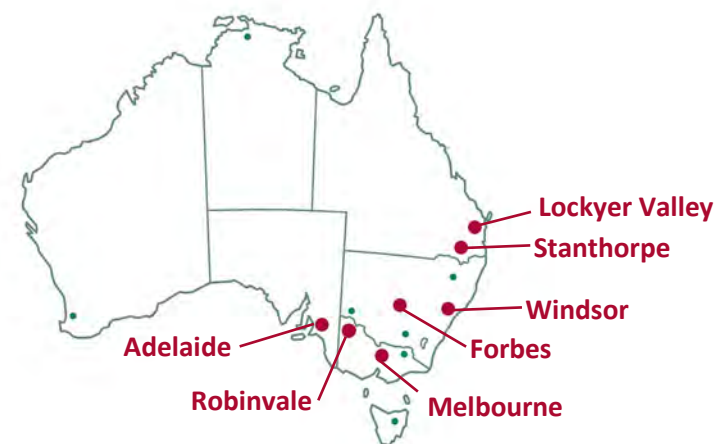 Lockyer Valley
Stanthorpe
Windsor
Adelaide
Forbes
Robinvale
Melbourne